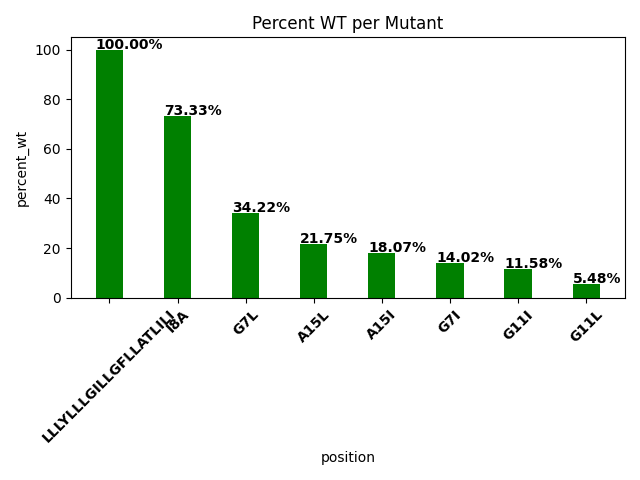 Percent WT per Mutant
100.00%
73.33%
34.22%
21.75%
18.07%
14.02%
11.58%
5.48%
percent_wt
100
80
60
40
20
0
LLLYLLLGILLGFLLATLILI
I8A
G7L
A15L
A15I
G7I
G11I
G11L
position